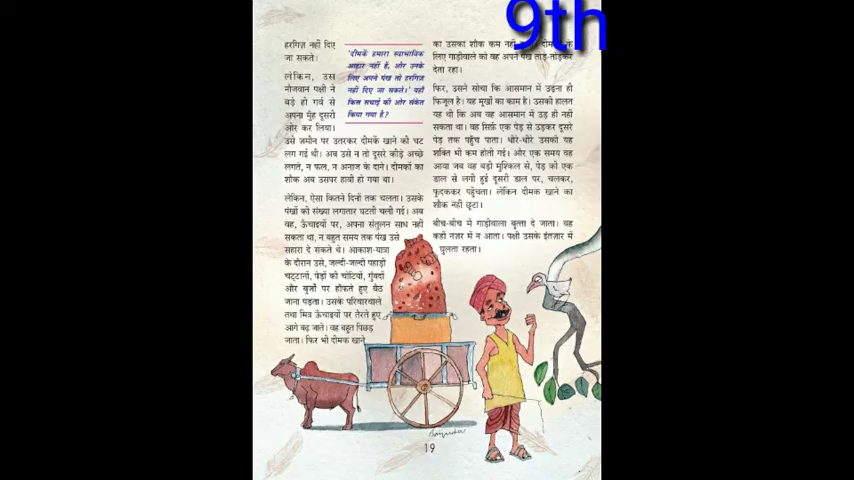 9th
हरगिज़ नहीं दिए
जा सकते।
लेकिन, उस
नौजवान पक्षी ने
बड़े ही गर्व से
अपना मुँह दूसरी
ओर कर लिया।
'दीमकें हमारा स्वाभाविक
आहार नहीं हैं, और उनके
लिए अपने पंख तो हरगिज़
नहीं दिए जा सकते।' यहाँ
किस सचाई की ओर संकेत
किया गया है?
उसे ज़मीन पर उतरकर दीमकें खाने की चट
लग गई थी। अब उसे न तो दूसरे कीड़े अच्छे
लगते, न फल, न अनाज के दाने। दीमकों का
शौक अब उसपर हावी हो गया था।
लेकिन, ऐसा कितने दिनों तक चलता। उसके
पंखों की संख्या लगातार घटती चली गई। अब
वह, ऊँचाइयों पर, अपना संतुलन साध नहीं
सकता था, न बहुत समय तक पंख उसे
सहारा दे सकते थे। आकाश-यात्रा
के दौरान उसे, जल्दी-जल्दी पहाड़ी
चट्टानों, पेड़ों की चोटियों, गुंबदों
और बुर्जों पर हाँफते हुए बैठ
जाना पड़ता। उसके परिवारवाले
तथा मित्र ऊँचाइयों पर तैरते हुए
आगे बढ़ जाते। वह बहुत पिछड़
जाता। फिर भी दीमक खाने
का उसका शौक कम नहीं के
लिए गाड़ीवाले को वह अपने पंख तोड़-तोड़कर
देता रहा।
फिर, उसने सोचा कि आसमान में उड़ना ही
फिजूल है। वह मूर्खों का काम है। उसकी हालत
यह थी कि अब वह आसमान में उड़ ही नहीं
सकता था। वह सिर्फ़ एक पेड़ से उड़कर दूसरे
पेड़ तक पहुँच पाता। धीरे-धीरे उसकी यह
शक्ति भी कम होती गई। और एक समय वह
आया जब वह बड़ी मुश्किल से, पेड़ की एक
डाल से लगी हुई दूसरी डाल पर, चलकर,
फुदककर पहुँचता। लेकिन दीमक खाने का
शौक नहीं छूटा।
बीच-बीच में गाड़ीवाला बुत्ता दे जाता। वह
कहीं नज़र में न आता। पक्षी उसके इंतज़ार में
घुलता रहता।
19